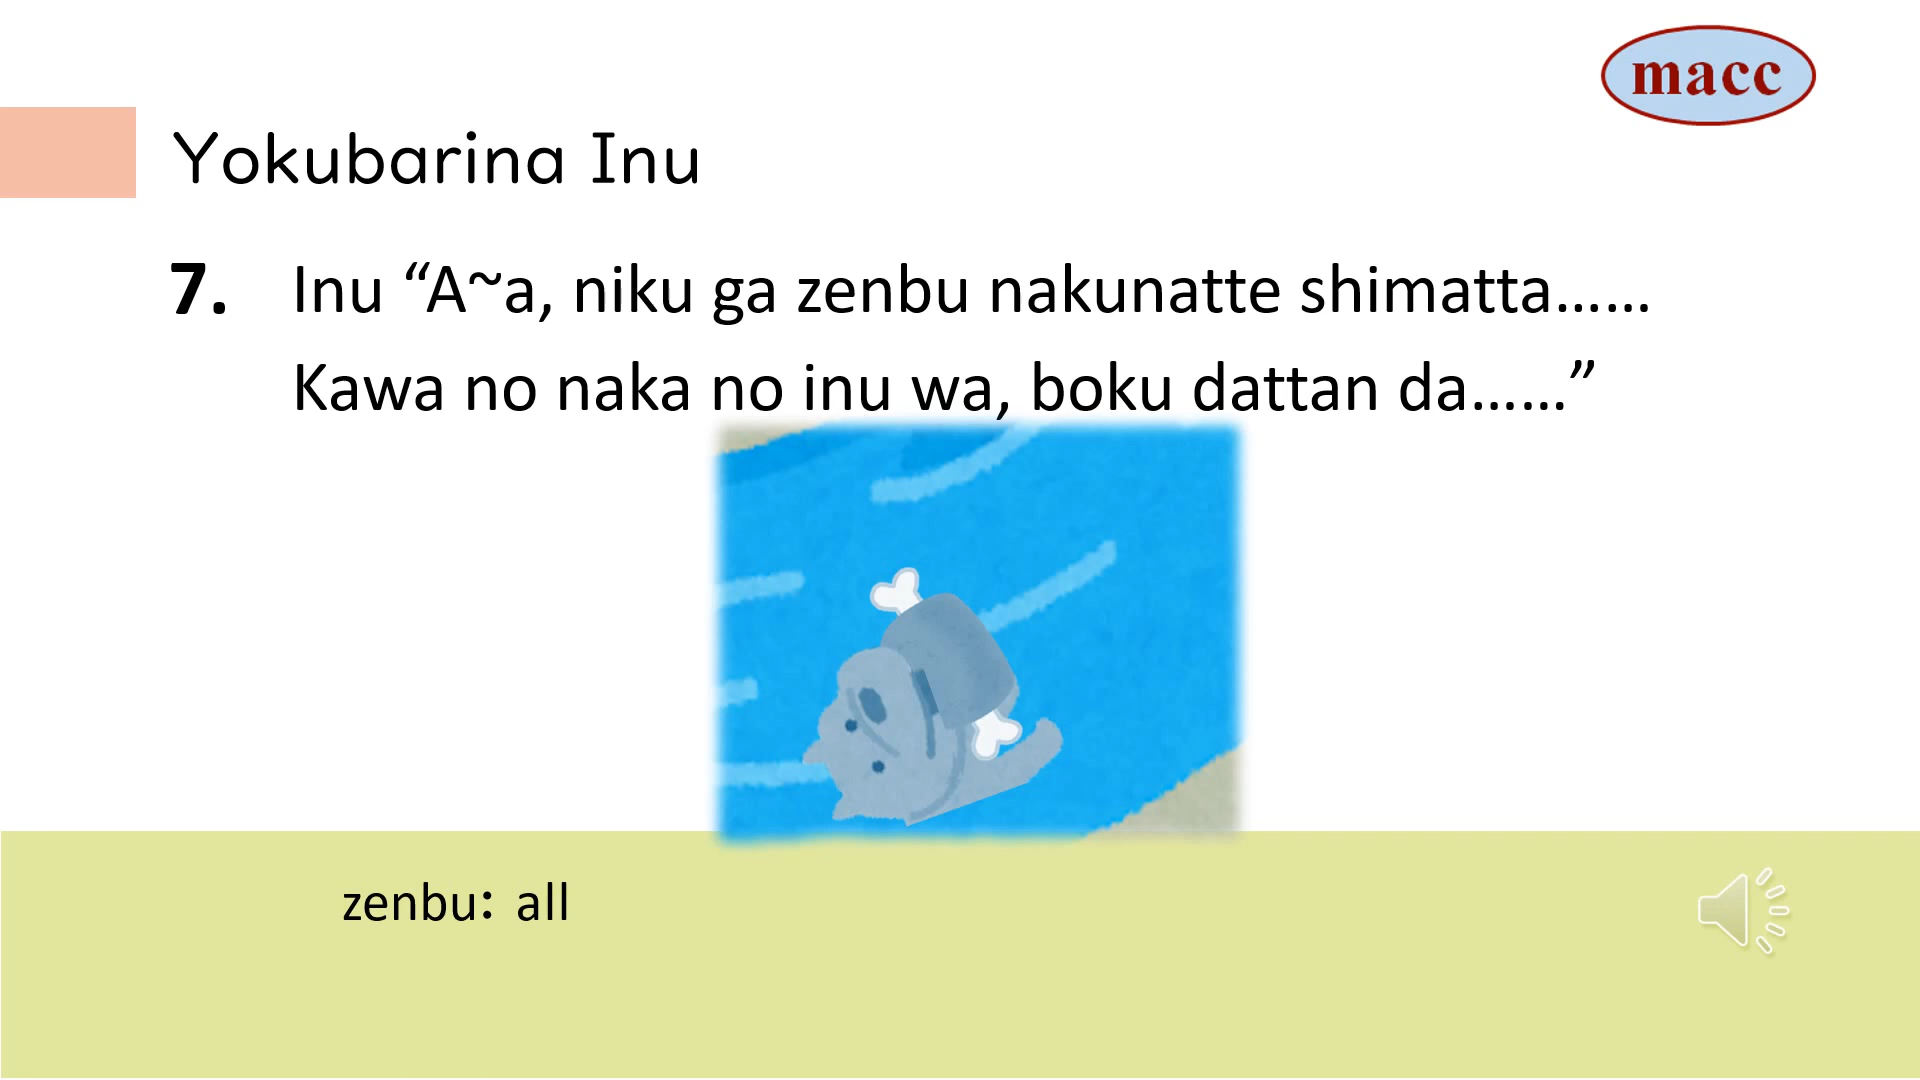 macc
Yokubarina Inu
7. Inu “A~a, niku ga zenbu nakunatte shimatta……
Kawa no naka no inu wa, boku dattan da……”
zenbu: all